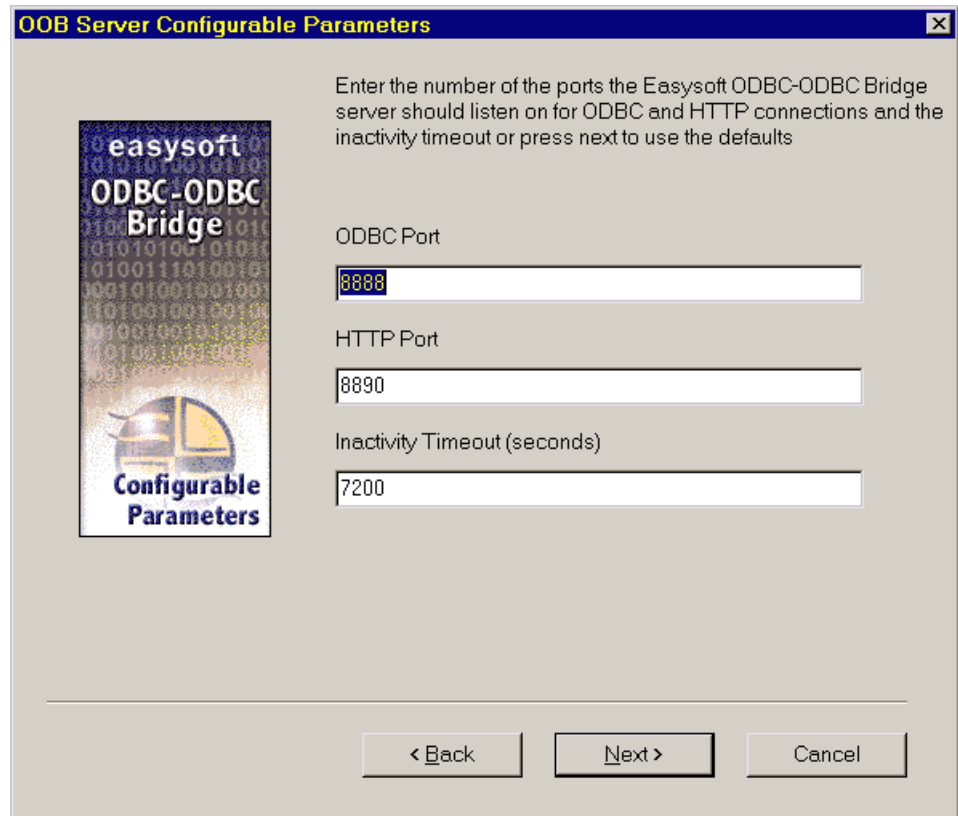 OOB Server Configurable Parameters
Enter the number of the ports the Easysoft ODBC-ODBC Bridge
server should listen on for ODBC and HTTP connections and the
inactivity timeout or press next to use the defaults
easysoft
ODBC-ODBC
Bridge
Configurable
Parameters
ODBC Port
8888
HTTP Port
8890
Inactivity Timeout (seconds)
7200
< Back
Next >
Cancel